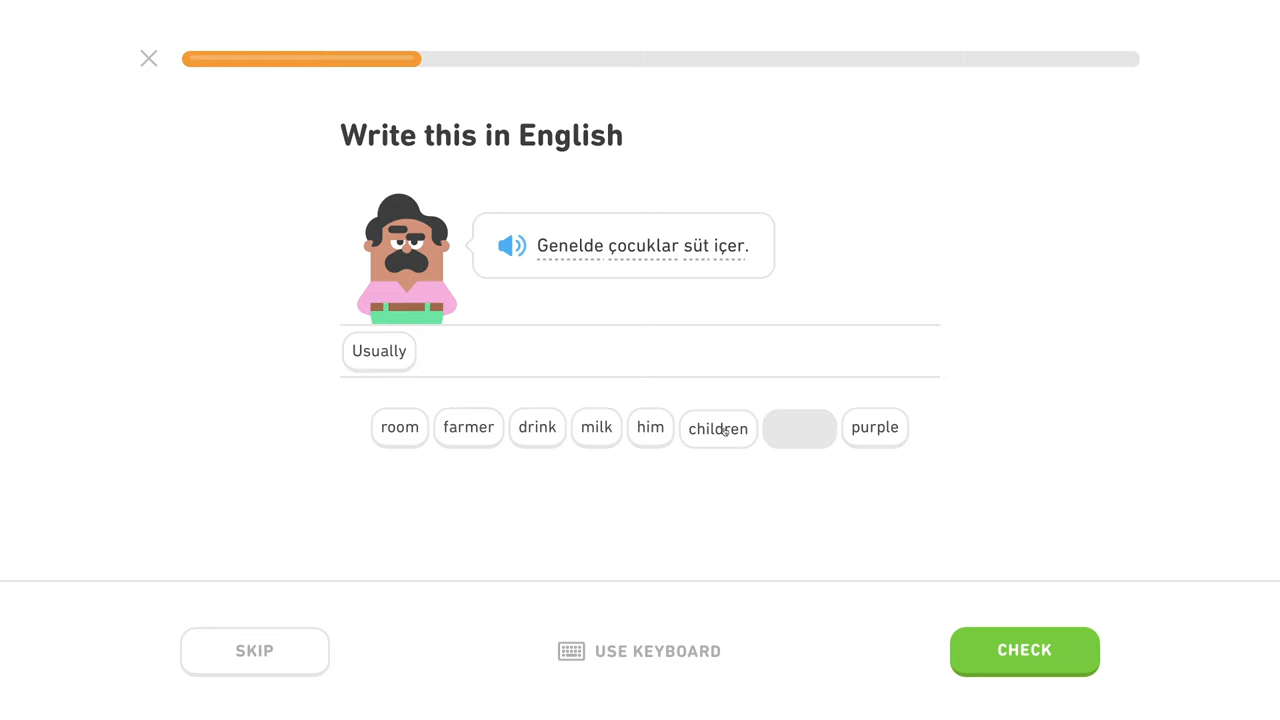 Write this in English
Genelde çocuklar süt içer.
Usually
room farmer drink milk him children purple
SKIP USE KEYBOARD CHECK